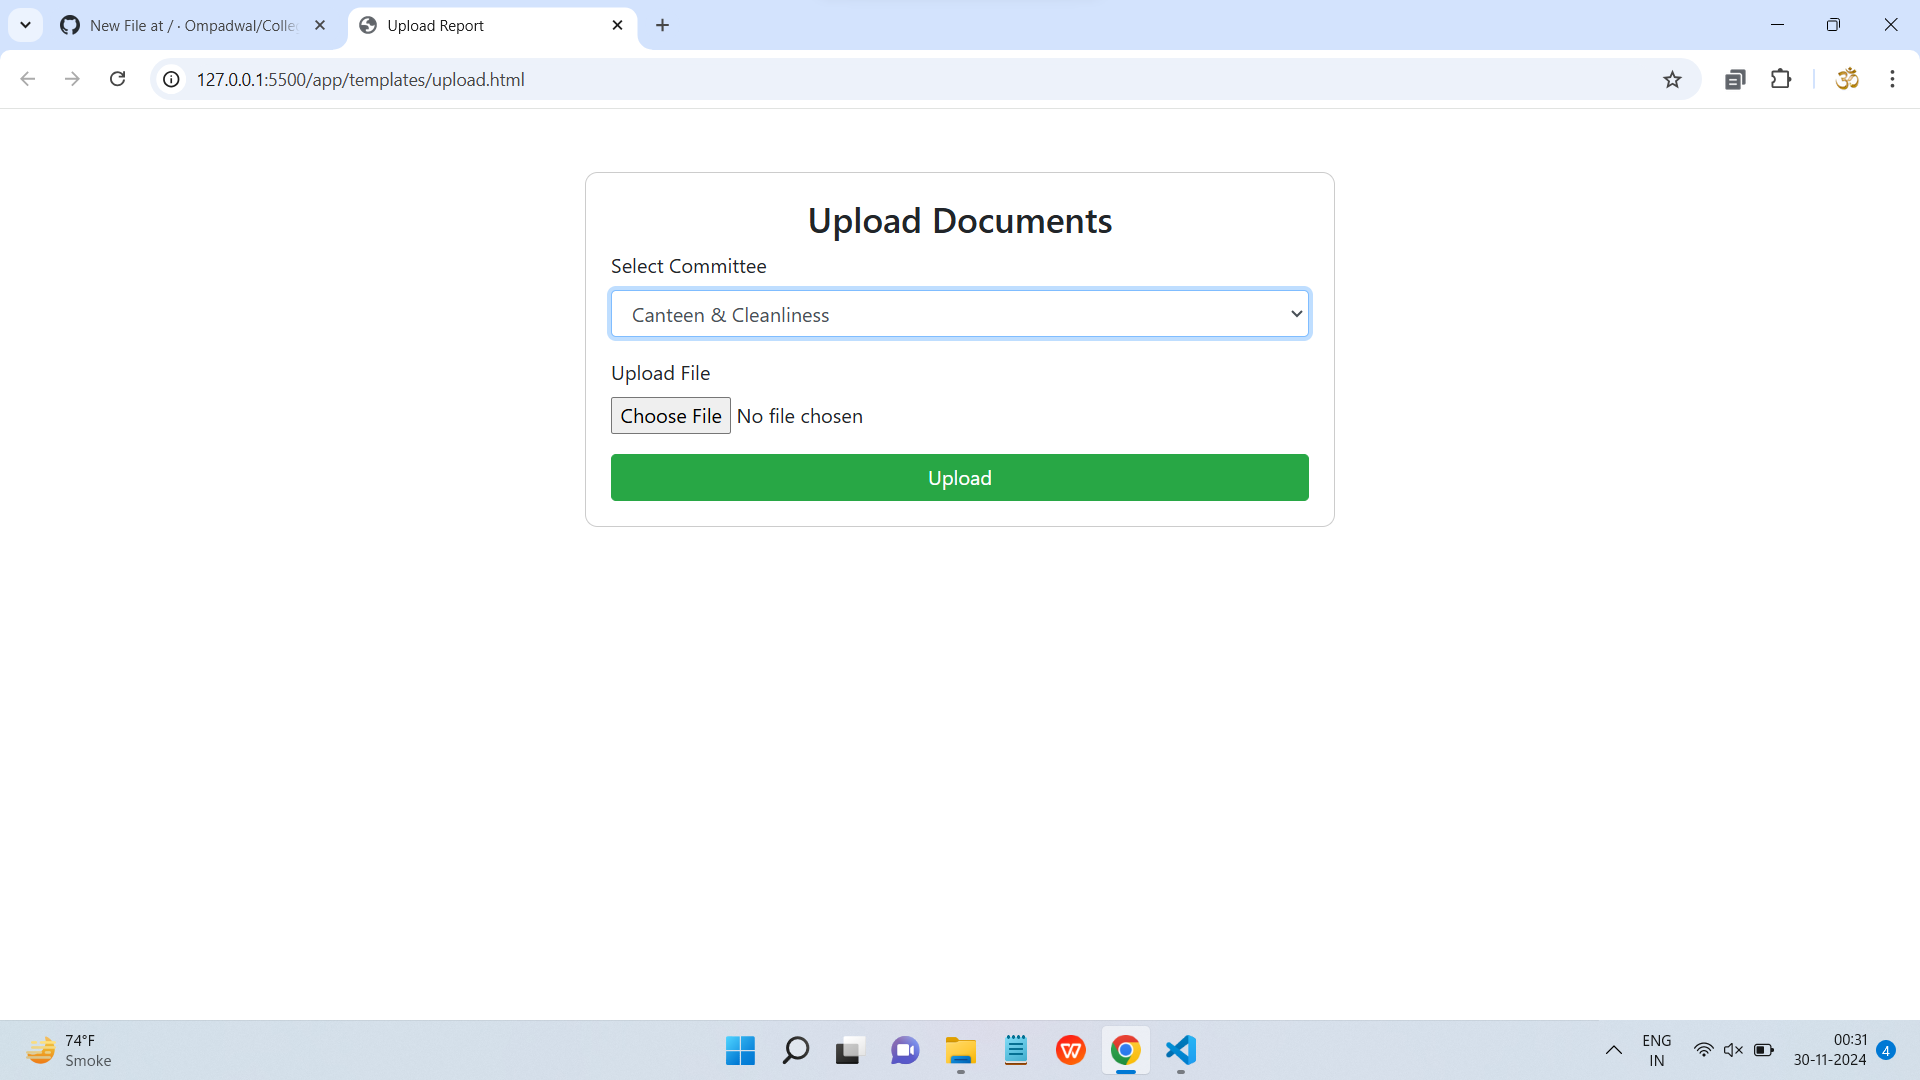 New File at / · Ompadwal/Colle
Upload Report
127.0.0.1:5500/app/templates/upload.html
Upload Documents
Select Committee
Canteen & Cleanliness
Upload File
Choose File No file chosen
Upload
74°F
Smoke
ENG
IN
00:31
30-11-2024
4